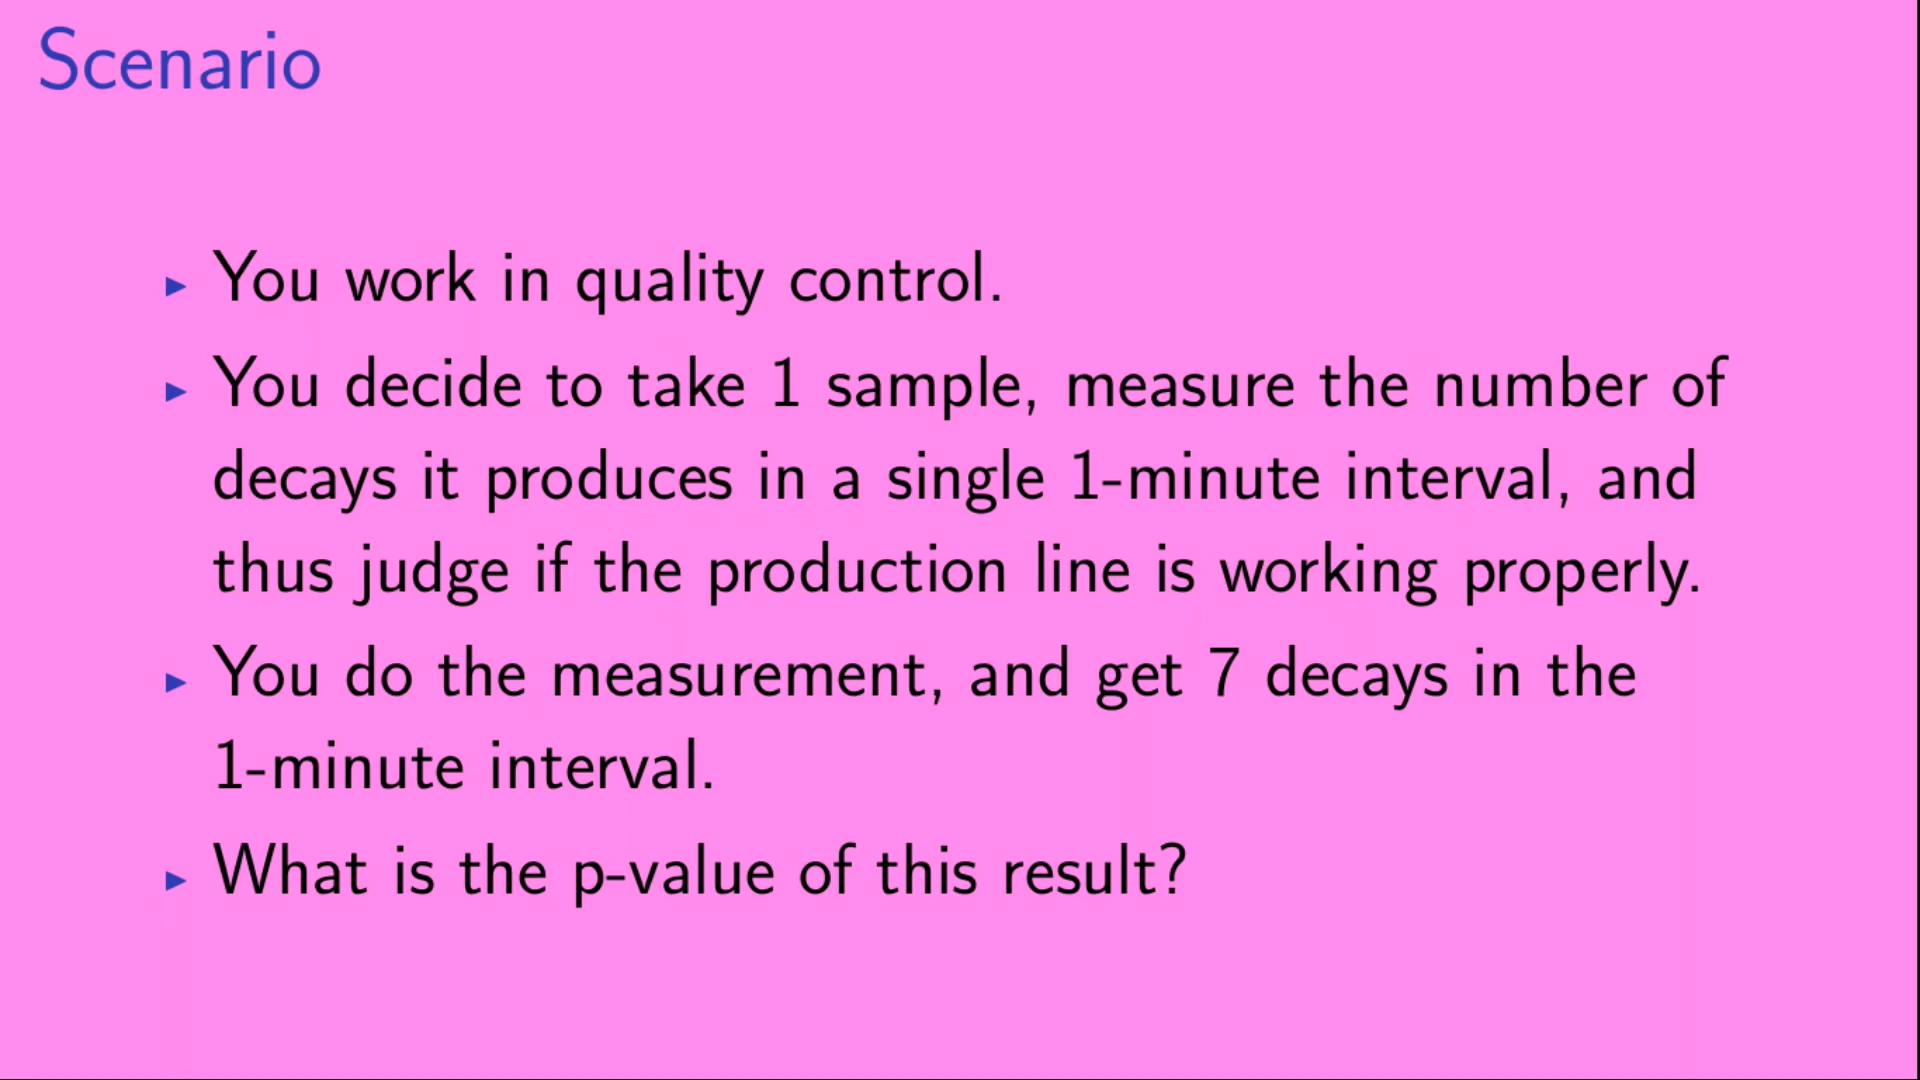 Scenario
▸ You work in quality control.
▸ You decide to take 1 sample, measure the number of
decays it produces in a single 1-minute interval, and
thus judge if the production line is working properly.
▸ You do the measurement, and get 7 decays in the
1-minute interval.
▸ What is the p-value of this result?